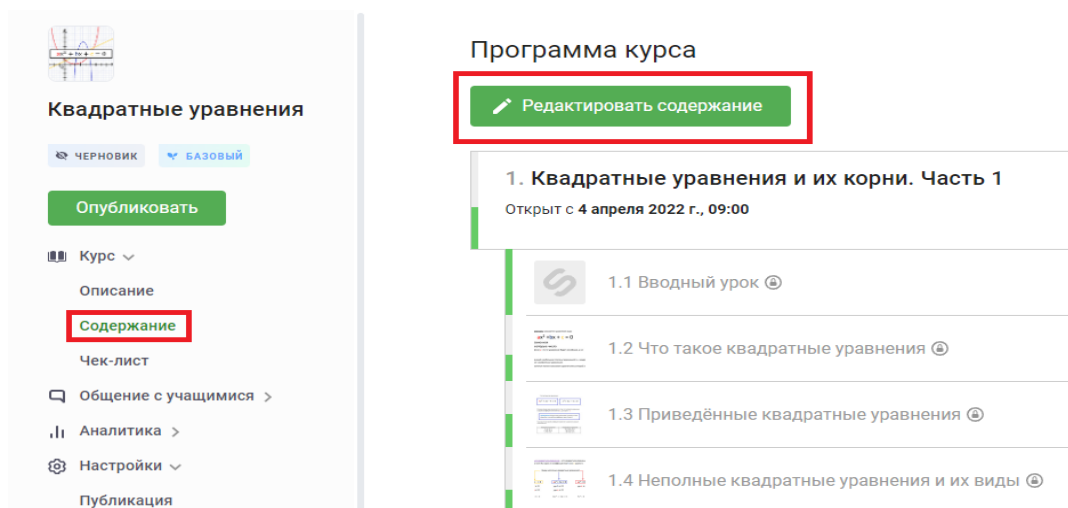 Квадратные уравнения
ЧЕРНОВИК
БАЗОВЫЙ
Опубликовать
Курс
Описание
Содержание
Чек-лист
Общение с учащимися
Аналитика
Настройки
Публикация
Программа курса
Редактировать содержание
1. Квадратные уравнения и их корни. Часть 1
Открыт с 4 апреля 2022 г., 09:00
1.1 Вводный урок
1.2 Что такое квадратные уравнения
1.3 Приведённые квадратные уравнения
1.4 Неполные квадратные уравнения и их виды